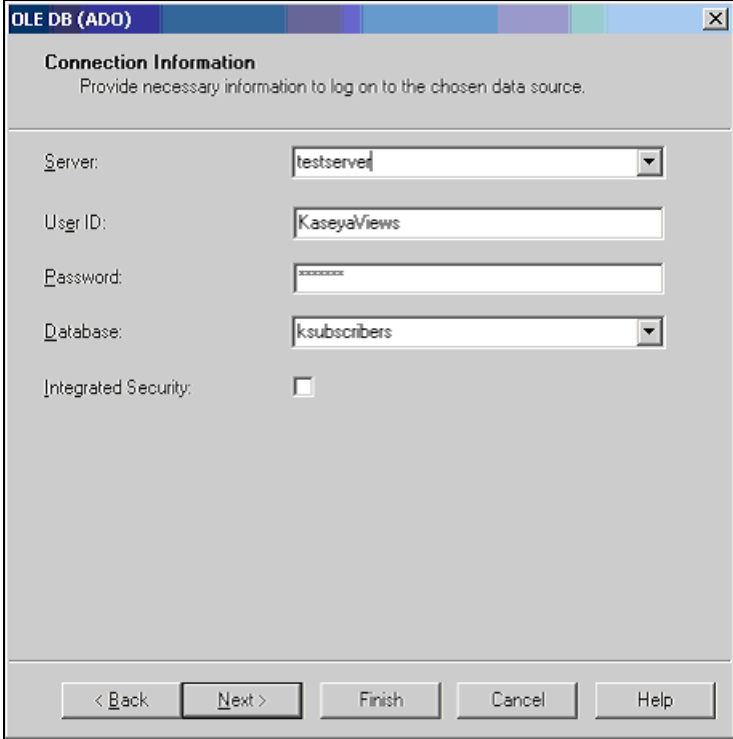 OLE DB (ADO)
Connection Information
Provide necessary information to log on to the chosen data source.
Server: testserver
User ID: KaseyaViews
Password: *******
Database: ksubscribers
Integrated Security:
< Back Next > Finish Cancel Help